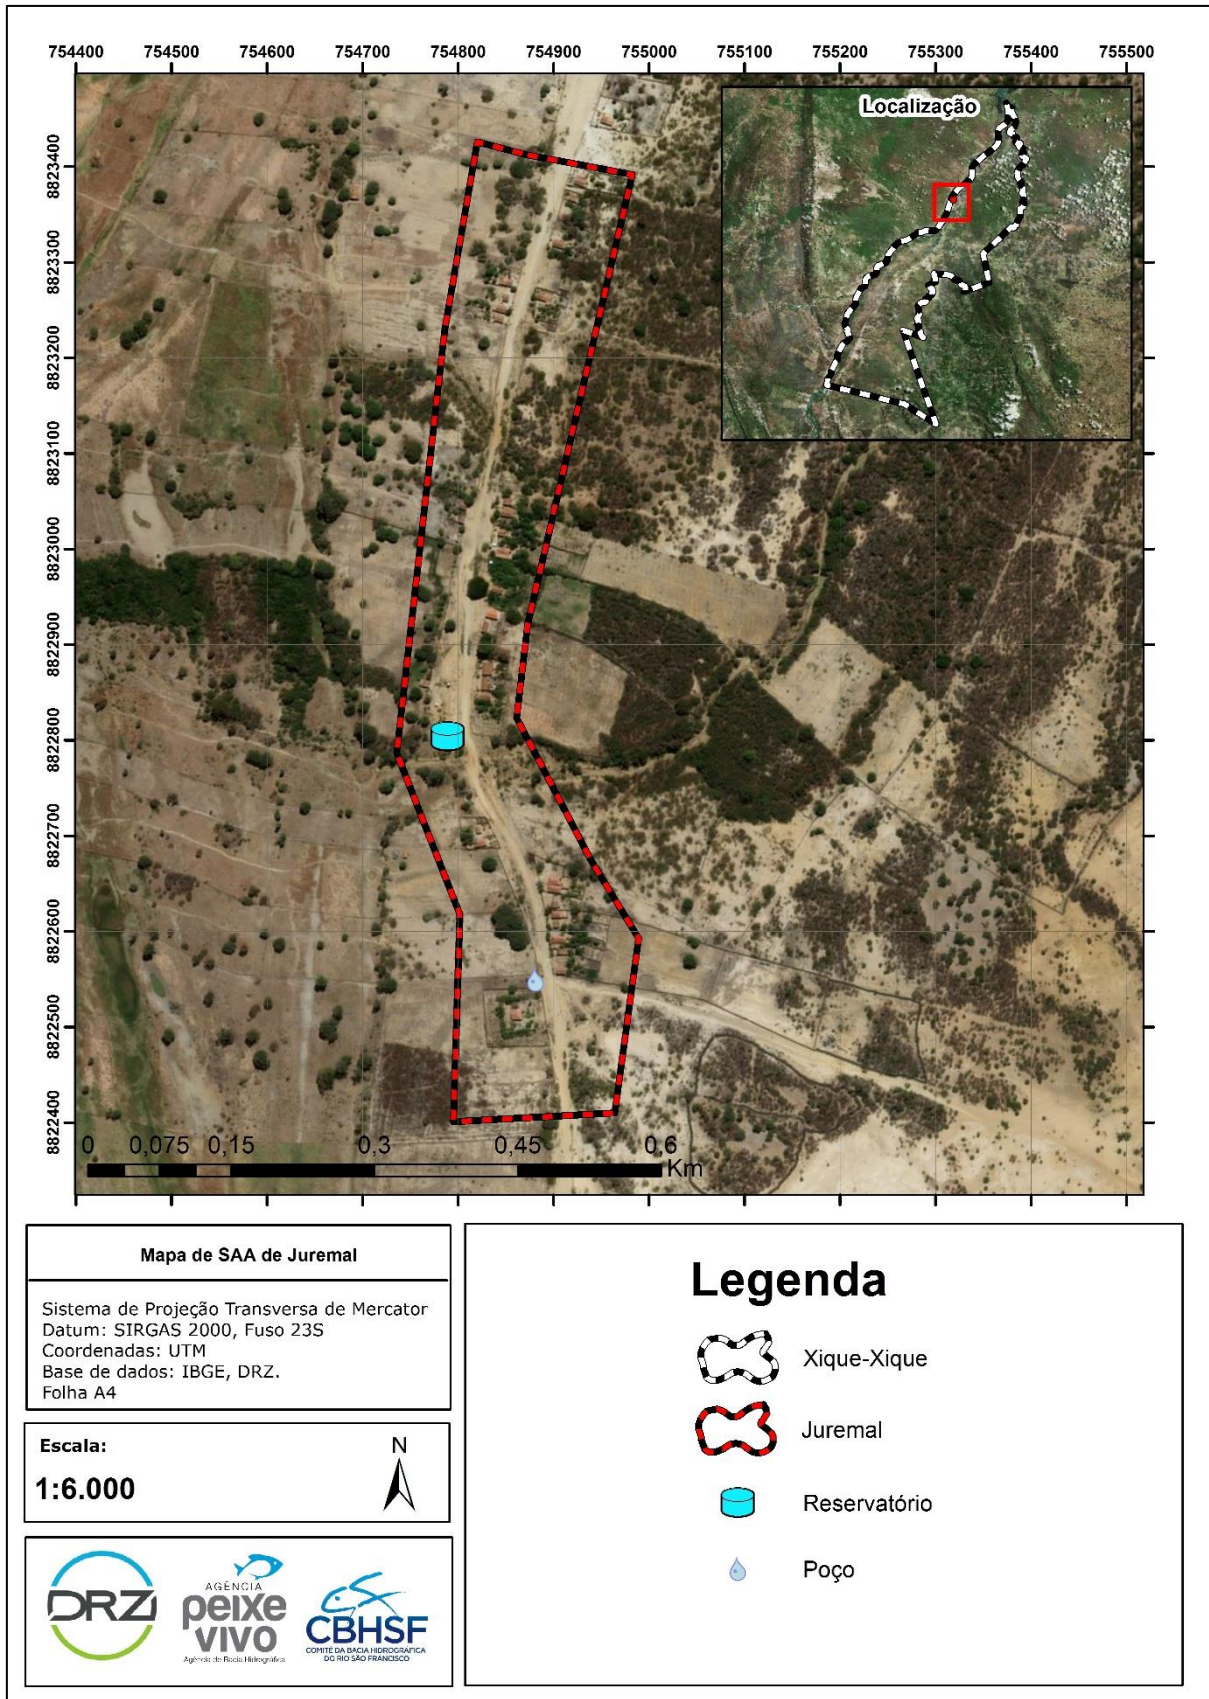 754400 754500 754600 754700 754800 754900 755000 755100 755200 755300 755400 755500
Localização
8823400
8823300
8823200
8823100
8823000
8822900
8822800
8822700
8822600
8822500
8822400
0 0,075 0,15 0,3 0,45 0,6
Km
Mapa de SAA de Juremal
Sistema de Projeção Transversa de Mercator
Datum: SIRGAS 2000, Fuso 23S
Coordenadas: UTM
Base de dados: IBGE, DRZ.
Folha A4
Escala:
1:6.000
N
DRZ
AGÊNCIA
peixe
vivo
Agência de Bacia Hidrográfica
CBHSF
COMITÊ DA BACIA HIDROGRÁFICA
DO RIO SÃO FRANCISCO
Legenda
Xique-Xique
Juremal
Reservatório
Poço